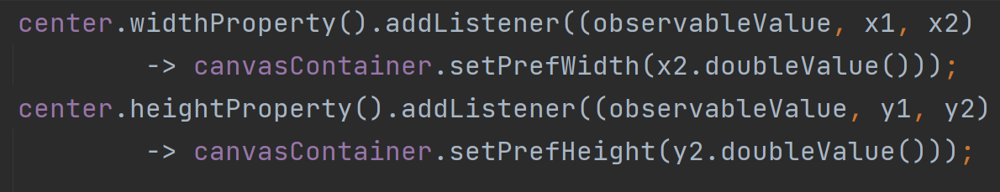 center.widthProperty().addListener((observableValue, x1, x2)
-> canvasContainer.setPrefWidth(x2.doubleValue()));
center.heightProperty().addListener((observableValue, y1, y2)
-> canvasContainer.setPrefHeight(y2.doubleValue()));